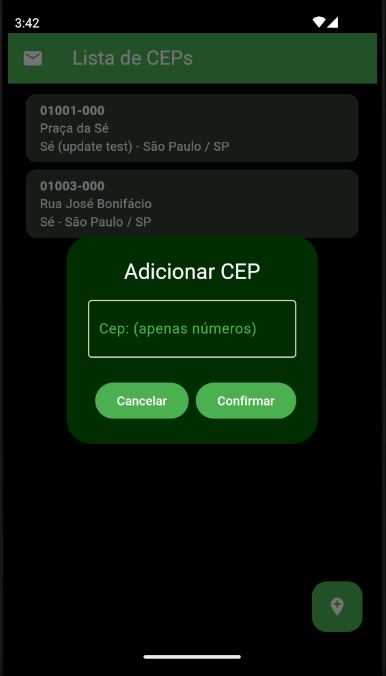 3:42
Lista de CEPs
01001-000
Praça da Sé
Sé (update test) - São Paulo / SP
01003-000
Rua José Bonifácio
Sé - São Paulo / SP
Adicionar CEP
Cep: (apenas números)
Cancelar Confirmar